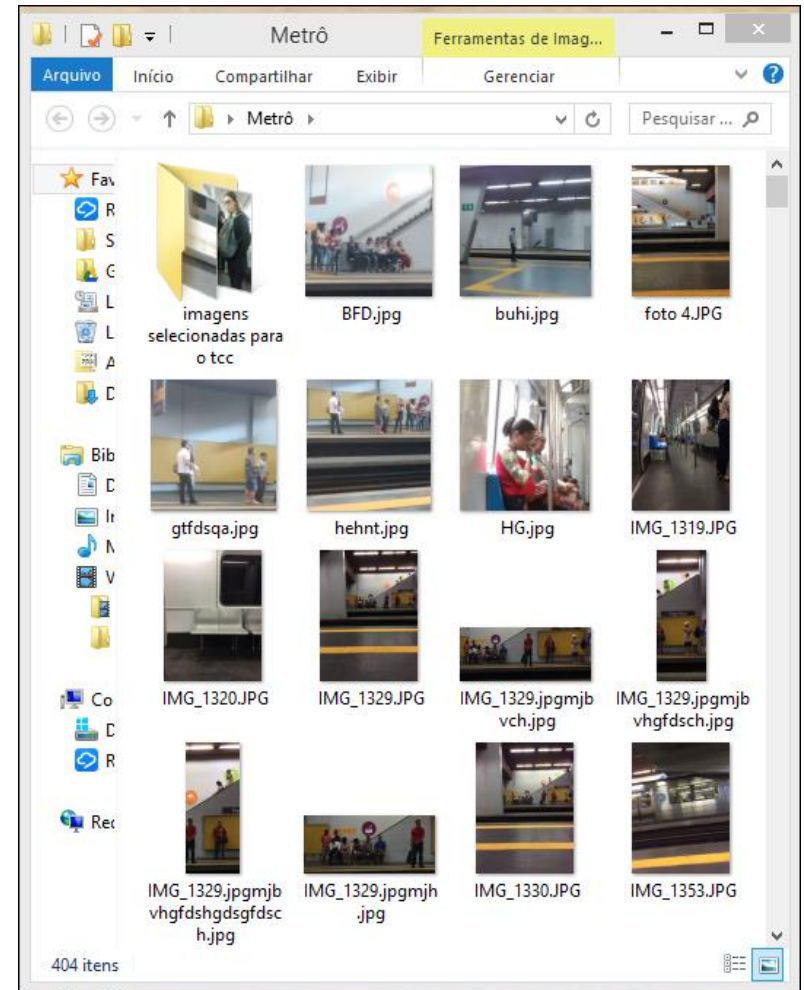 Metrô
Ferramentas de Imag...
Arquivo Início Compartilhar Exibir Gerenciar
Metrô
Pesquisar ...
Fav
R
S
G
L
L
A
D
Bib
D
Ir
N
V
Co
D
R
Rec
imagens
selecionadas para
o tcc
BFD.jpg
buhi.jpg
foto 4.JPG
gtfdsqa.jpg
hehnt.jpg
HG.jpg
IMG_1319.JPG
IMG_1320.JPG
IMG_1329.JPG
IMG_1329.jpgmjb
vch.jpg
IMG_1329.jpgmjb
vhgfdsch.jpg
IMG_1329.jpgmjb
vhgfdshgdsgfdsc
h.jpg
IMG_1329.jpgmjh
.jpg
IMG_1330.JPG
IMG_1353.JPG
404 itens